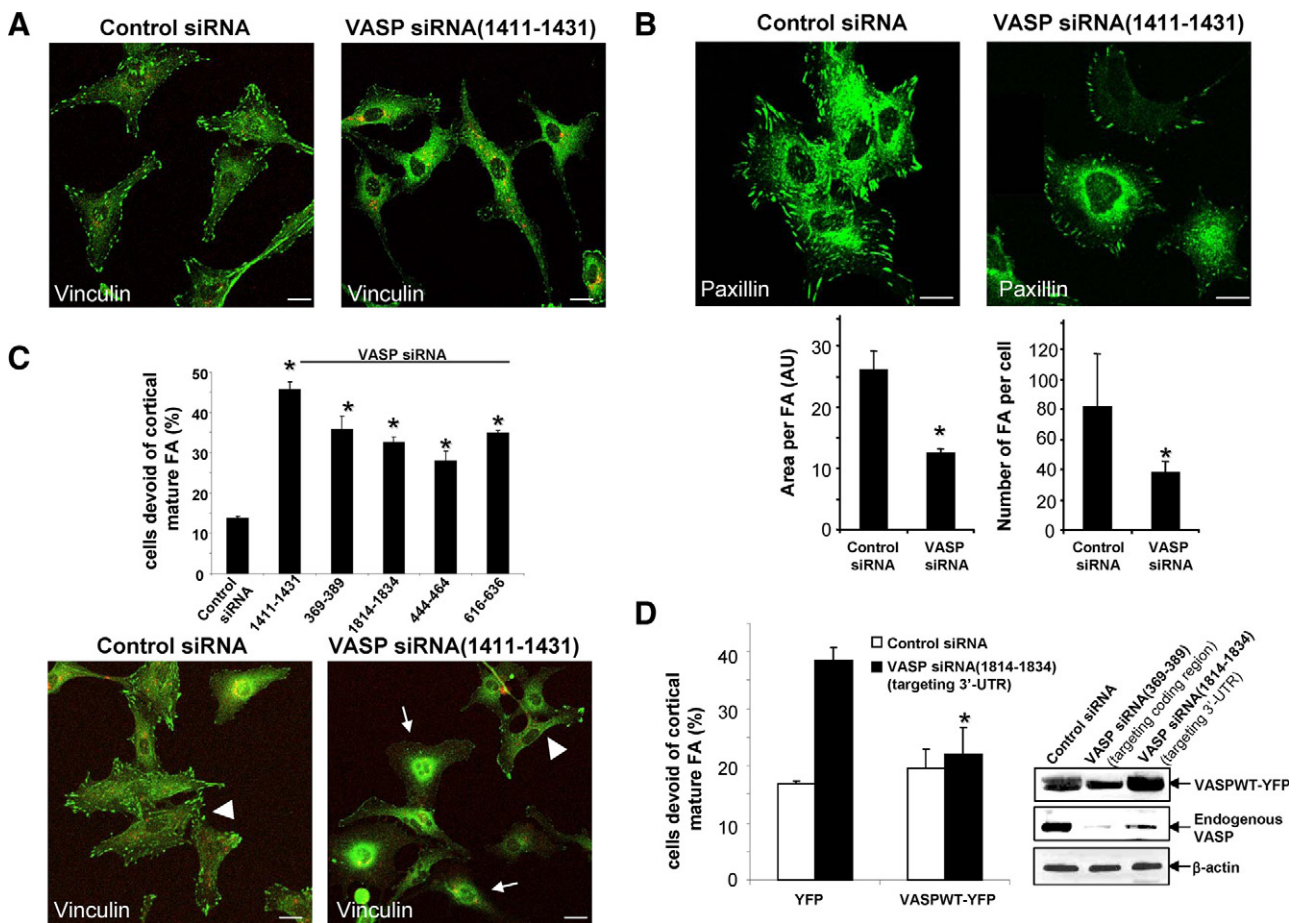 A
Control siRNA
VASP siRNA(1411-1431)
Vinculin
Vinculin
B
Control siRNA
VASP siRNA(1411-1431)
Paxillin
Paxillin
Area per FA (AU)
30
20
10
0
Control
siRNA
VASP
siRNA
*
Number of FA per cell
120
100
80
60
40
20
0
Control
siRNA
VASP
siRNA
*
C
VASP siRNA
cells devoid of cortical
mature FA (%)
50
40
30
20
10
0
* * * * *
Control
siRNA
1411-1431
369-389
1814-1834
444-464
616-636
Control siRNA
VASP siRNA(1411-1431)
Vinculin
Vinculin
D
cells devoid of cortical
mature FA (%)
40
30
20
10
0
Control siRNA
VASP siRNA(1814-1834)
(targeting 3'-UTR)
*
YFP
VASPWT-YFP
Control siRNA
VASP siRNA(369-389)
(targeting coding region)
VASP siRNA(1814-1834)
(targeting 3'-UTR)
VASPWT-YFP
Endogenous
VASP
β-actin